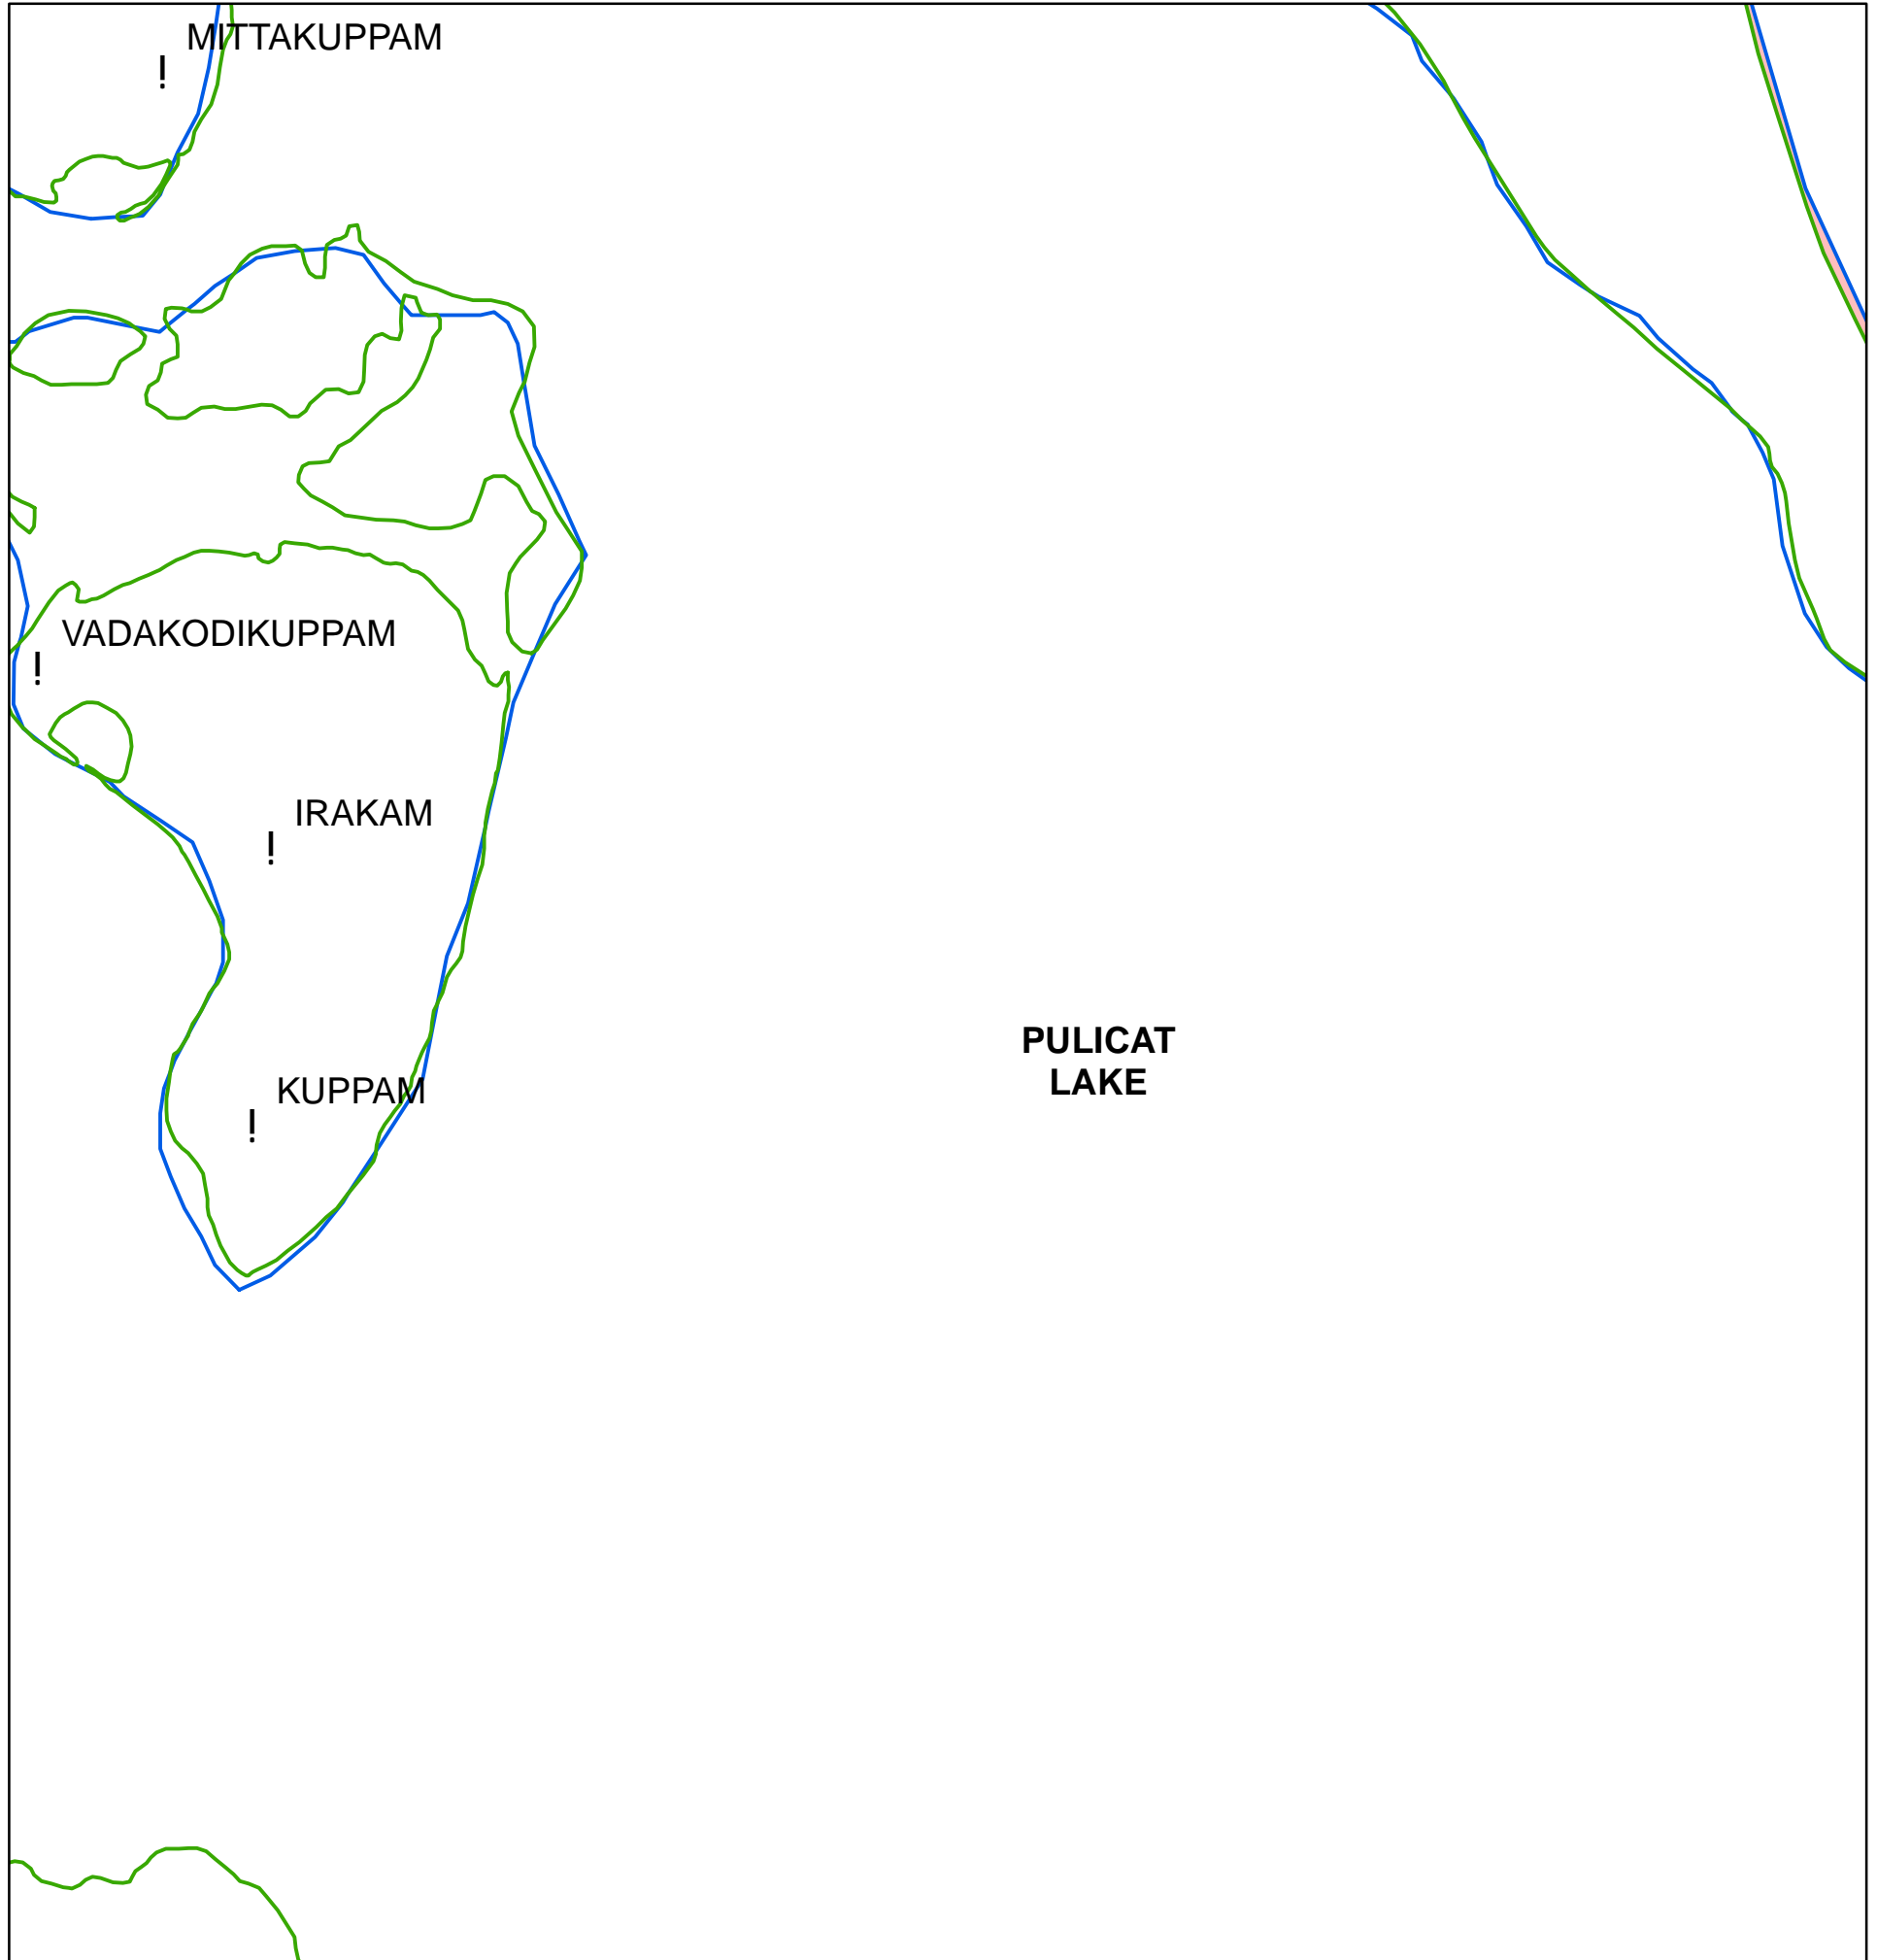 MITTAKUPPAM
!
VADAKODIKUPPAM
!
IRAKAM
!
PULICAT
LAKE
KUPPAM
!